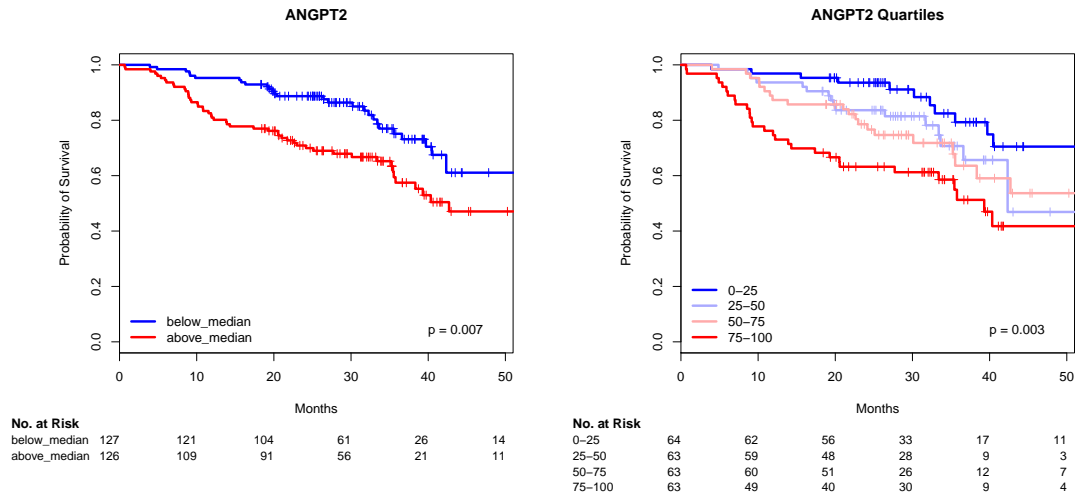 ANGPT2
1.0
0.8
0.6
0.4
0.2
0.0
Probability of Survival
below_median
above_median
p = 0.007
0 10 20 30 40 50
Months
No. at Risk
below_median 127 121 104 61 26 14
above_median 126 109 91 56 21 11
ANGPT2 Quartiles
1.0
0.8
0.6
0.4
0.2
0.0
Probability of Survival
0−25
25−50
50−75
75−100
p = 0.003
0 10 20 30 40 50
Months
No. at Risk
0−25 64 62 56 33 17 11
25−50 63 59 48 28 9 3
50−75 63 60 51 26 12 7
75−100 63 49 40 30 9 4